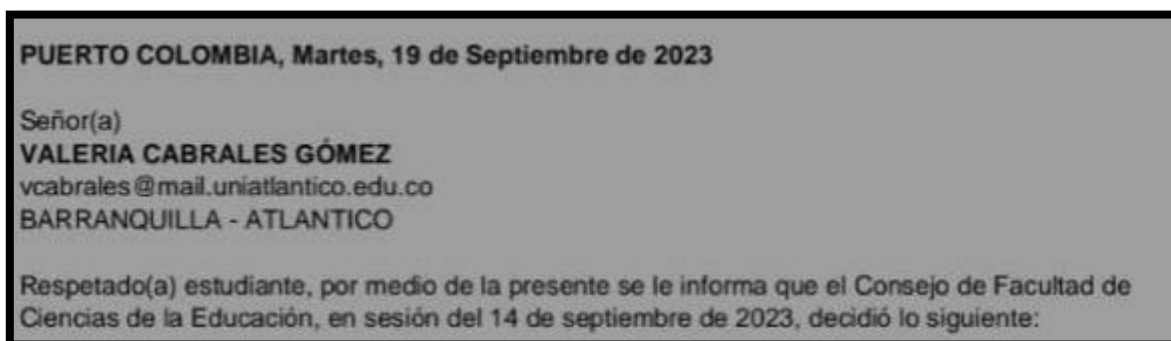 PUERTO COLOMBIA, Martes, 19 de Septiembre de 2023
Señor(a)
VALERIA CABRALES GÓMEZ
vcabrales@mail.uniatlantico.edu.co
BARRANQUILLA - ATLANTICO
Respetado(a) estudiante, por medio de la presente se le informa que el Consejo de Facultad de
Ciencias de la Educación, en sesión del 14 de septiembre de 2023, decidió lo siguiente: